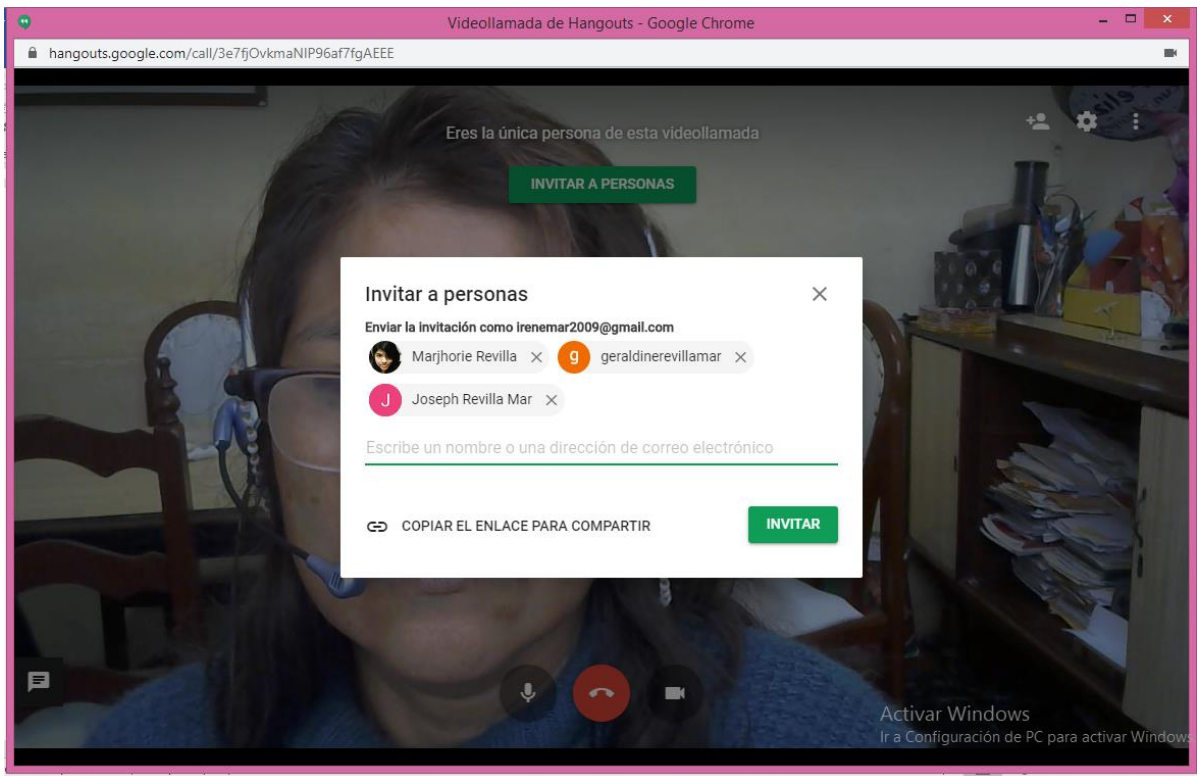 Videollamada de Hangouts - Google Chrome
hangouts.google.com/call/3e7fjOvkmaNIP96af7fgAEEE
Eres la única persona de esta videollamada
INVITAR A PERSONAS
Invitar a personas
Enviar la invitación como irenemar2009@gmail.com
Marjhorie Revilla
g geraldinerevillamar
J Joseph Revilla Mar
Escribe un nombre o una dirección de correo electrónico
COPIAR EL ENLACE PARA COMPARTIR
INVITAR
Activar Windows
Ir a Configuración de PC para activar Windows